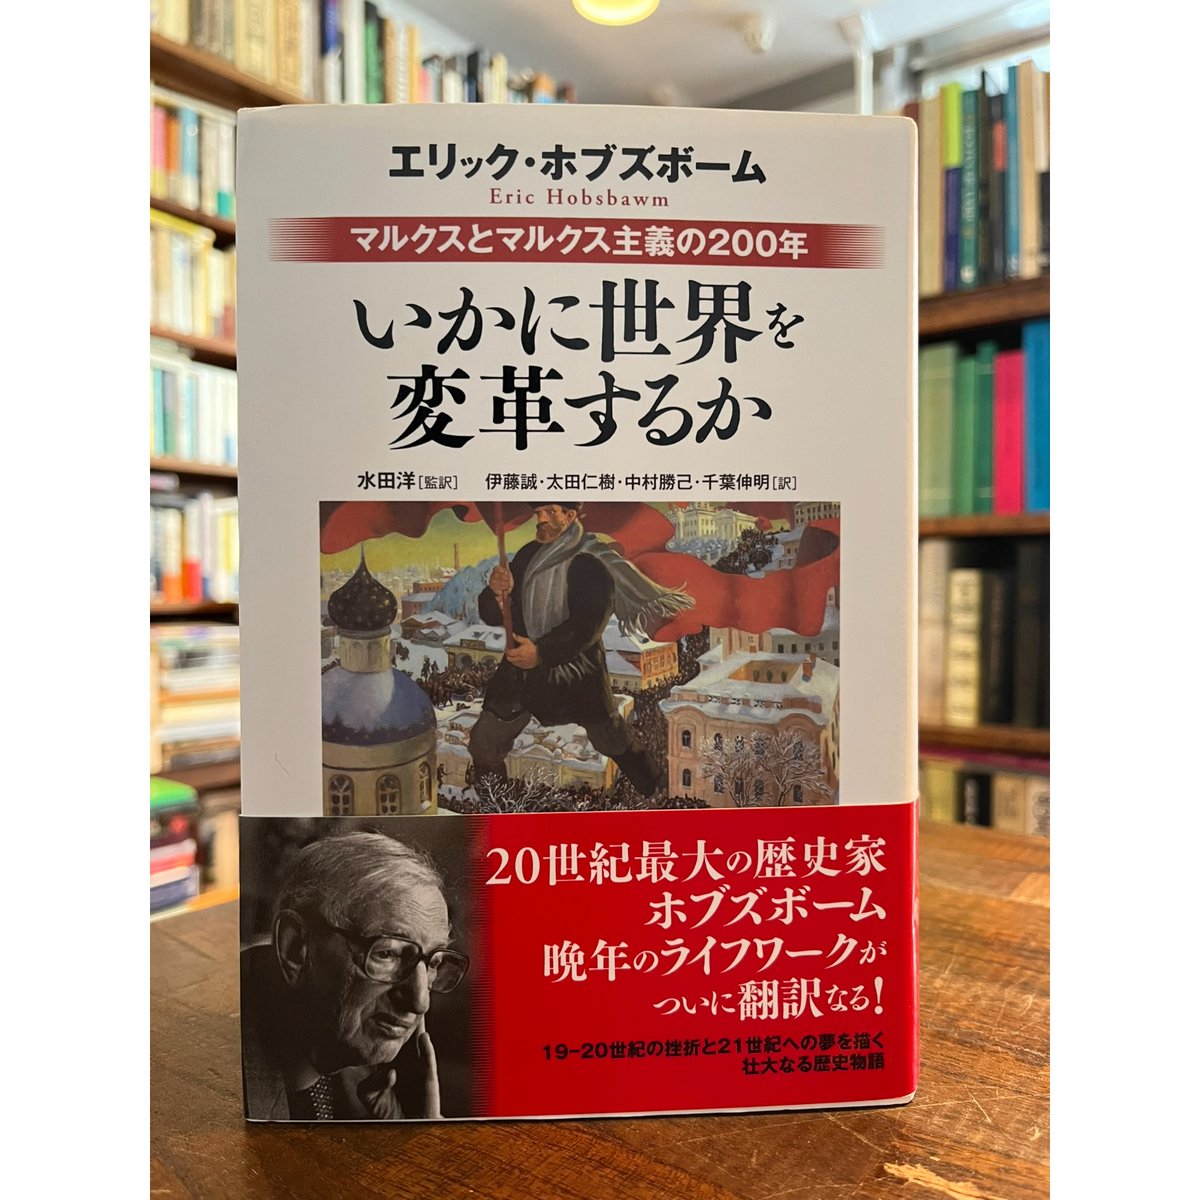 エリック・ホブズボーム
Eric Hobsbawm
マルクスとマルクス主義の200年
いかに世界を
変革するか
水田洋[監訳] 伊藤誠・太田仁樹・中村勝己・千葉伸明[訳]
20世紀最大の歴史家
ホブズボーム
晩年のライフワークが
ついに翻訳なる!
19-20世紀の挫折と21世紀への夢を描く
壮大なる歴史物語